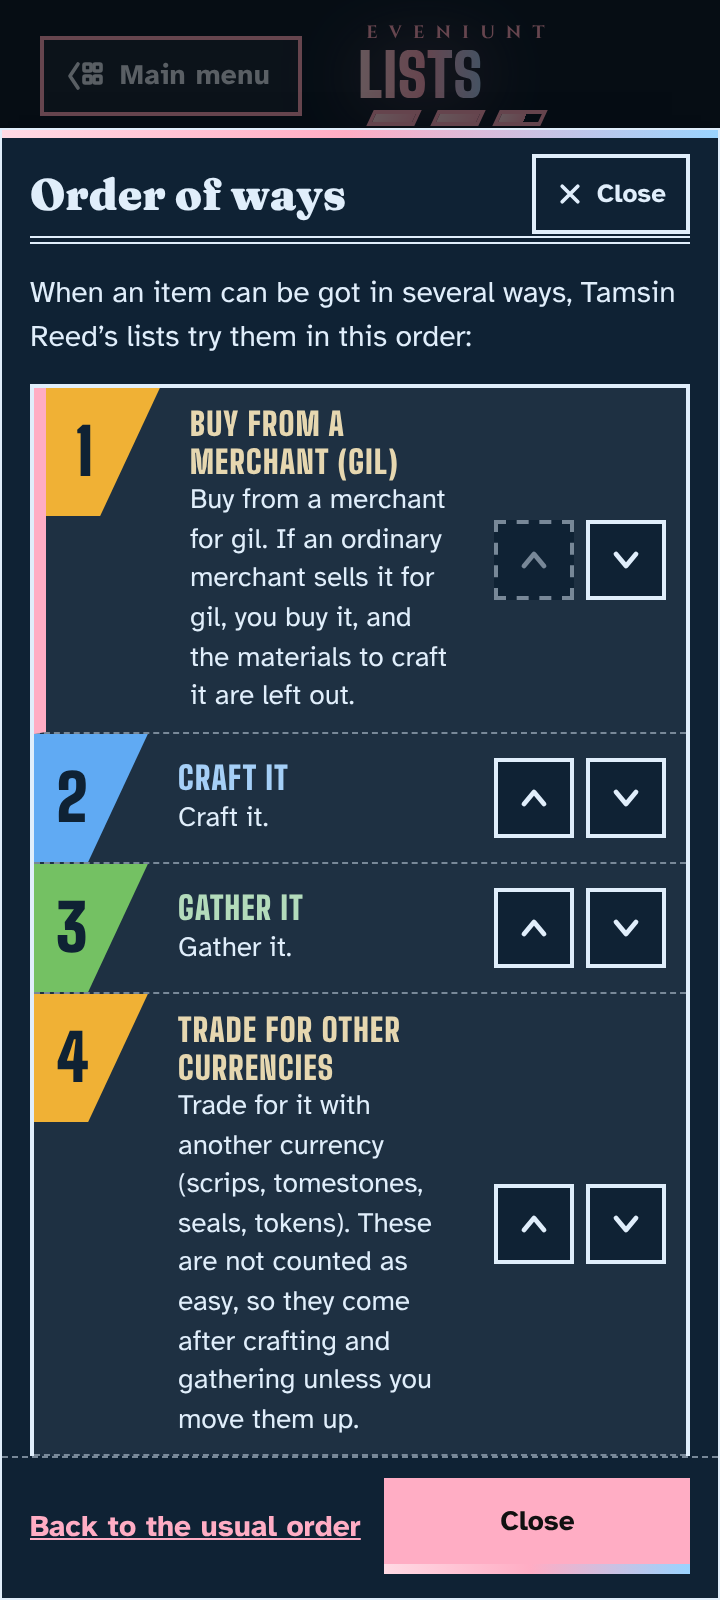 EVENIUNT
Main menu
LISTS
Order of ways
Close
When an item can be got in several ways, Tamsin
Reed’s lists try them in this order:
1
BUY FROM A
MERCHANT (GIL)
Buy from a merchant
for gil. If an ordinary
merchant sells it for
gil, you buy it, and
the materials to craft
it are left out.
2
CRAFT IT
Craft it.
3
GATHER IT
Gather it.
4
TRADE FOR OTHER
CURRENCIES
Trade for it with
another currency
(scrips, tomestones,
seals, tokens). These
are not counted as
easy, so they come
after crafting and
gathering unless you
move them up.
Back to the usual order
Close